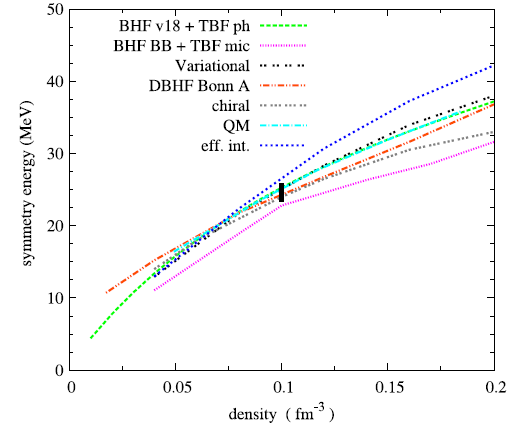 50
40
30
20
10
0
symmetry energy (MeV)
BHF v18 + TBF ph
BHF BB + TBF mic
Variational
DBHF Bonn A
chiral
QM
eff. int.
0
0.05
0.1
0.15
0.2
density ( fm-3 )